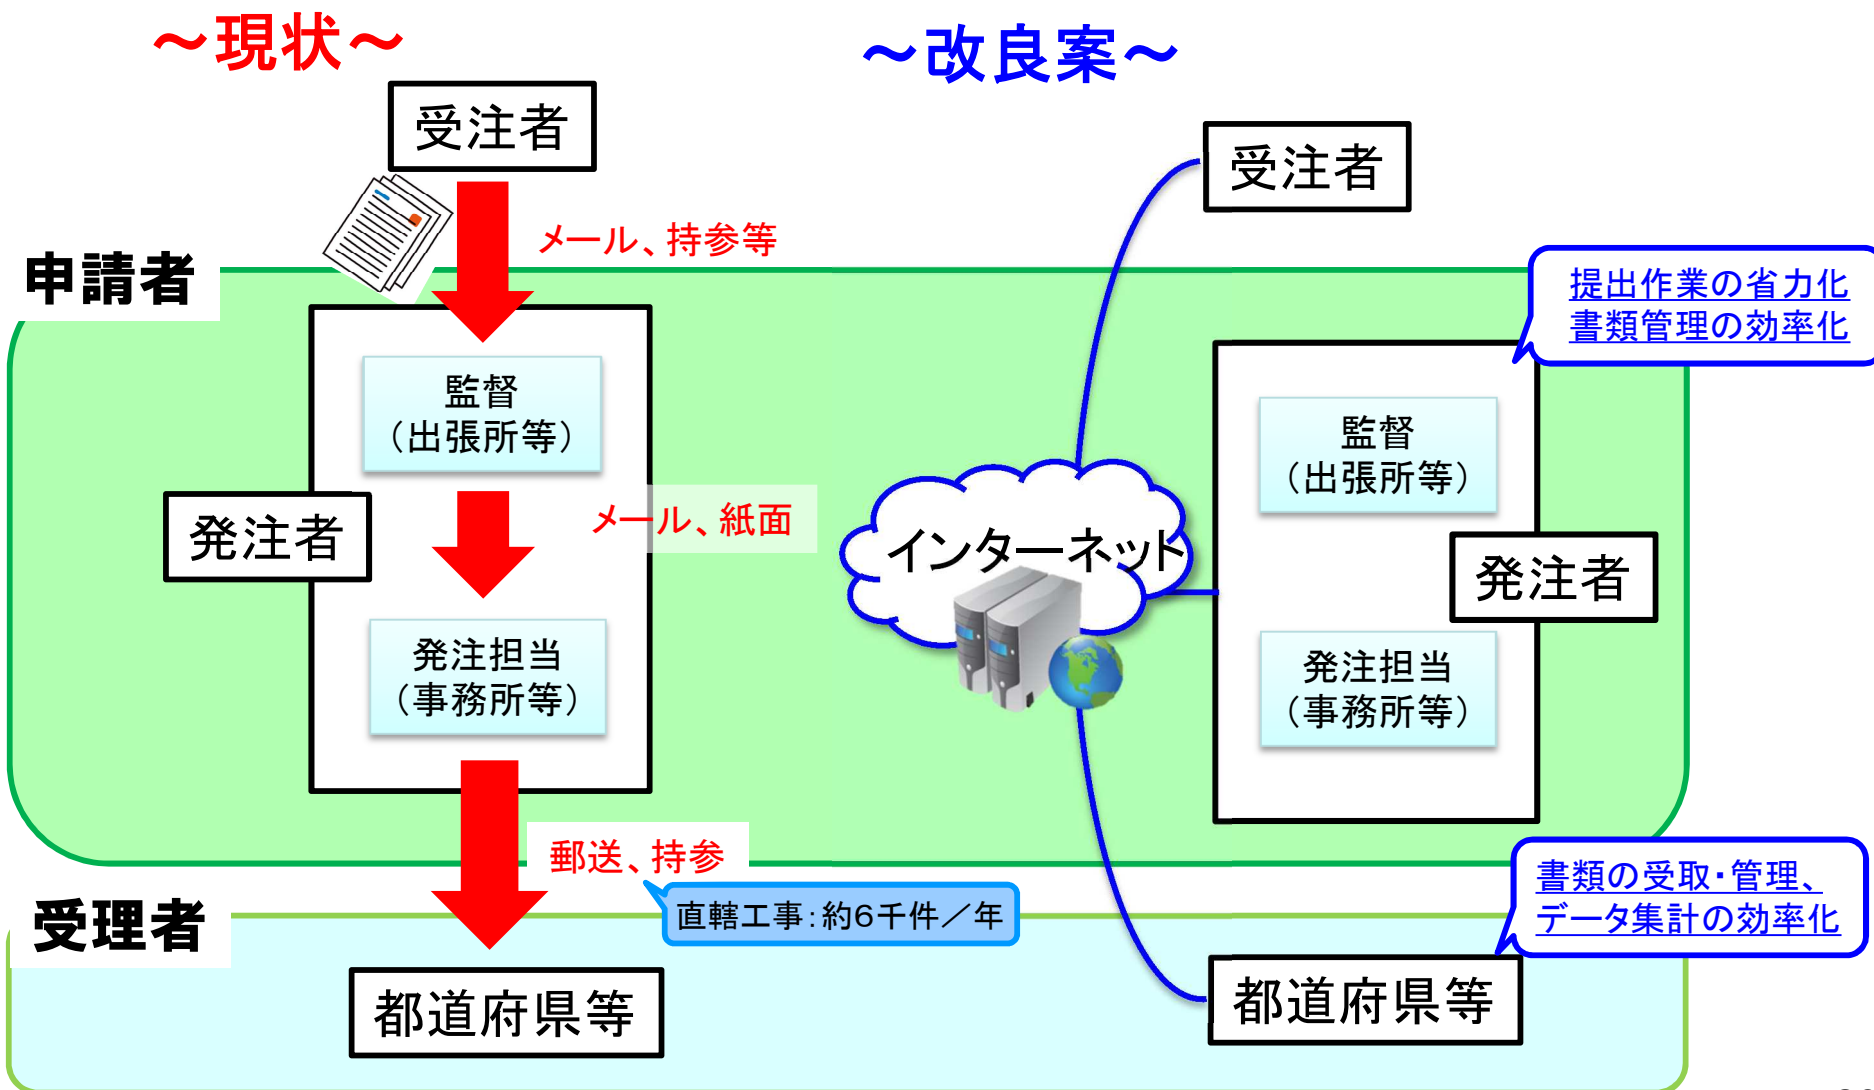 ～現状～
～改良案～
受注者
受注者
メール、持参等
申請者
提出作業の省力化
書類管理の効率化
監督
（出張所等）
監督
（出張所等）
発注者
メール、紙面
インターネット
発注者
発注担当
（事務所等）
発注担当
（事務所等）
郵送、持参
直轄工事：約６千件／年
書類の受取・管理、
データ集計の効率化
受理者
都道府県等
都道府県等